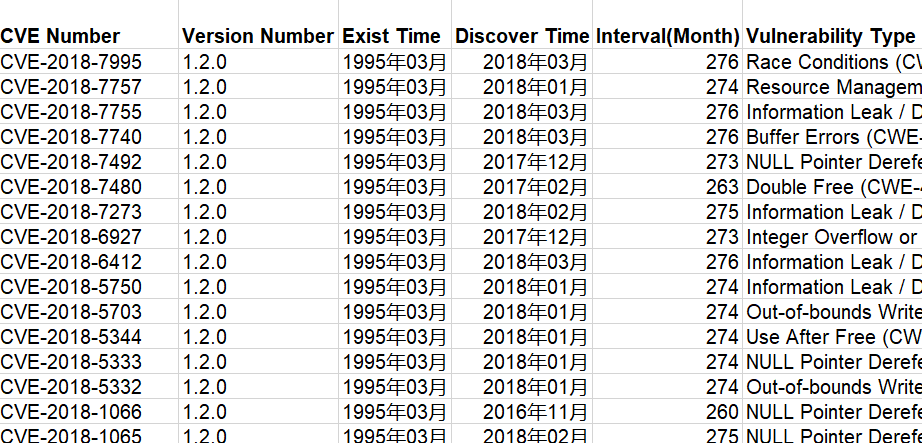 CVE Number Version Number Exist Time Discover Time Interval(Month) Vulnerability Type
CVE-2018-7995 1.2.0 1995年03月 2018年03月 276 Race Conditions (CW
CVE-2018-7757 1.2.0 1995年03月 2018年01月 274 Resource Managem
CVE-2018-7755 1.2.0 1995年03月 2018年03月 276 Information Leak / D
CVE-2018-7740 1.2.0 1995年03月 2018年03月 276 Buffer Errors (CWE-
CVE-2018-7492 1.2.0 1995年03月 2017年12月 273 NULL Pointer Derefe
CVE-2018-7480 1.2.0 1995年03月 2017年02月 263 Double Free (CWE-4
CVE-2018-7273 1.2.0 1995年03月 2018年02月 275 Information Leak / D
CVE-2018-6927 1.2.0 1995年03月 2017年12月 273 Integer Overflow or
CVE-2018-6412 1.2.0 1995年03月 2018年03月 276 Information Leak / D
CVE-2018-5750 1.2.0 1995年03月 2018年01月 274 Information Leak / D
CVE-2018-5703 1.2.0 1995年03月 2018年01月 274 Out-of-bounds Write
CVE-2018-5344 1.2.0 1995年03月 2018年01月 274 Use After Free (CW
CVE-2018-5333 1.2.0 1995年03月 2018年01月 274 NULL Pointer Derefe
CVE-2018-5332 1.2.0 1995年03月 2018年01月 274 Out-of-bounds Write
CVE-2018-1066 1.2.0 1995年03月 2016年11月 260 NULL Pointer Derefe
CVE-2018-1065 1.2.0 1995年03月 2018年02月 275 NULL Pointer Derefe